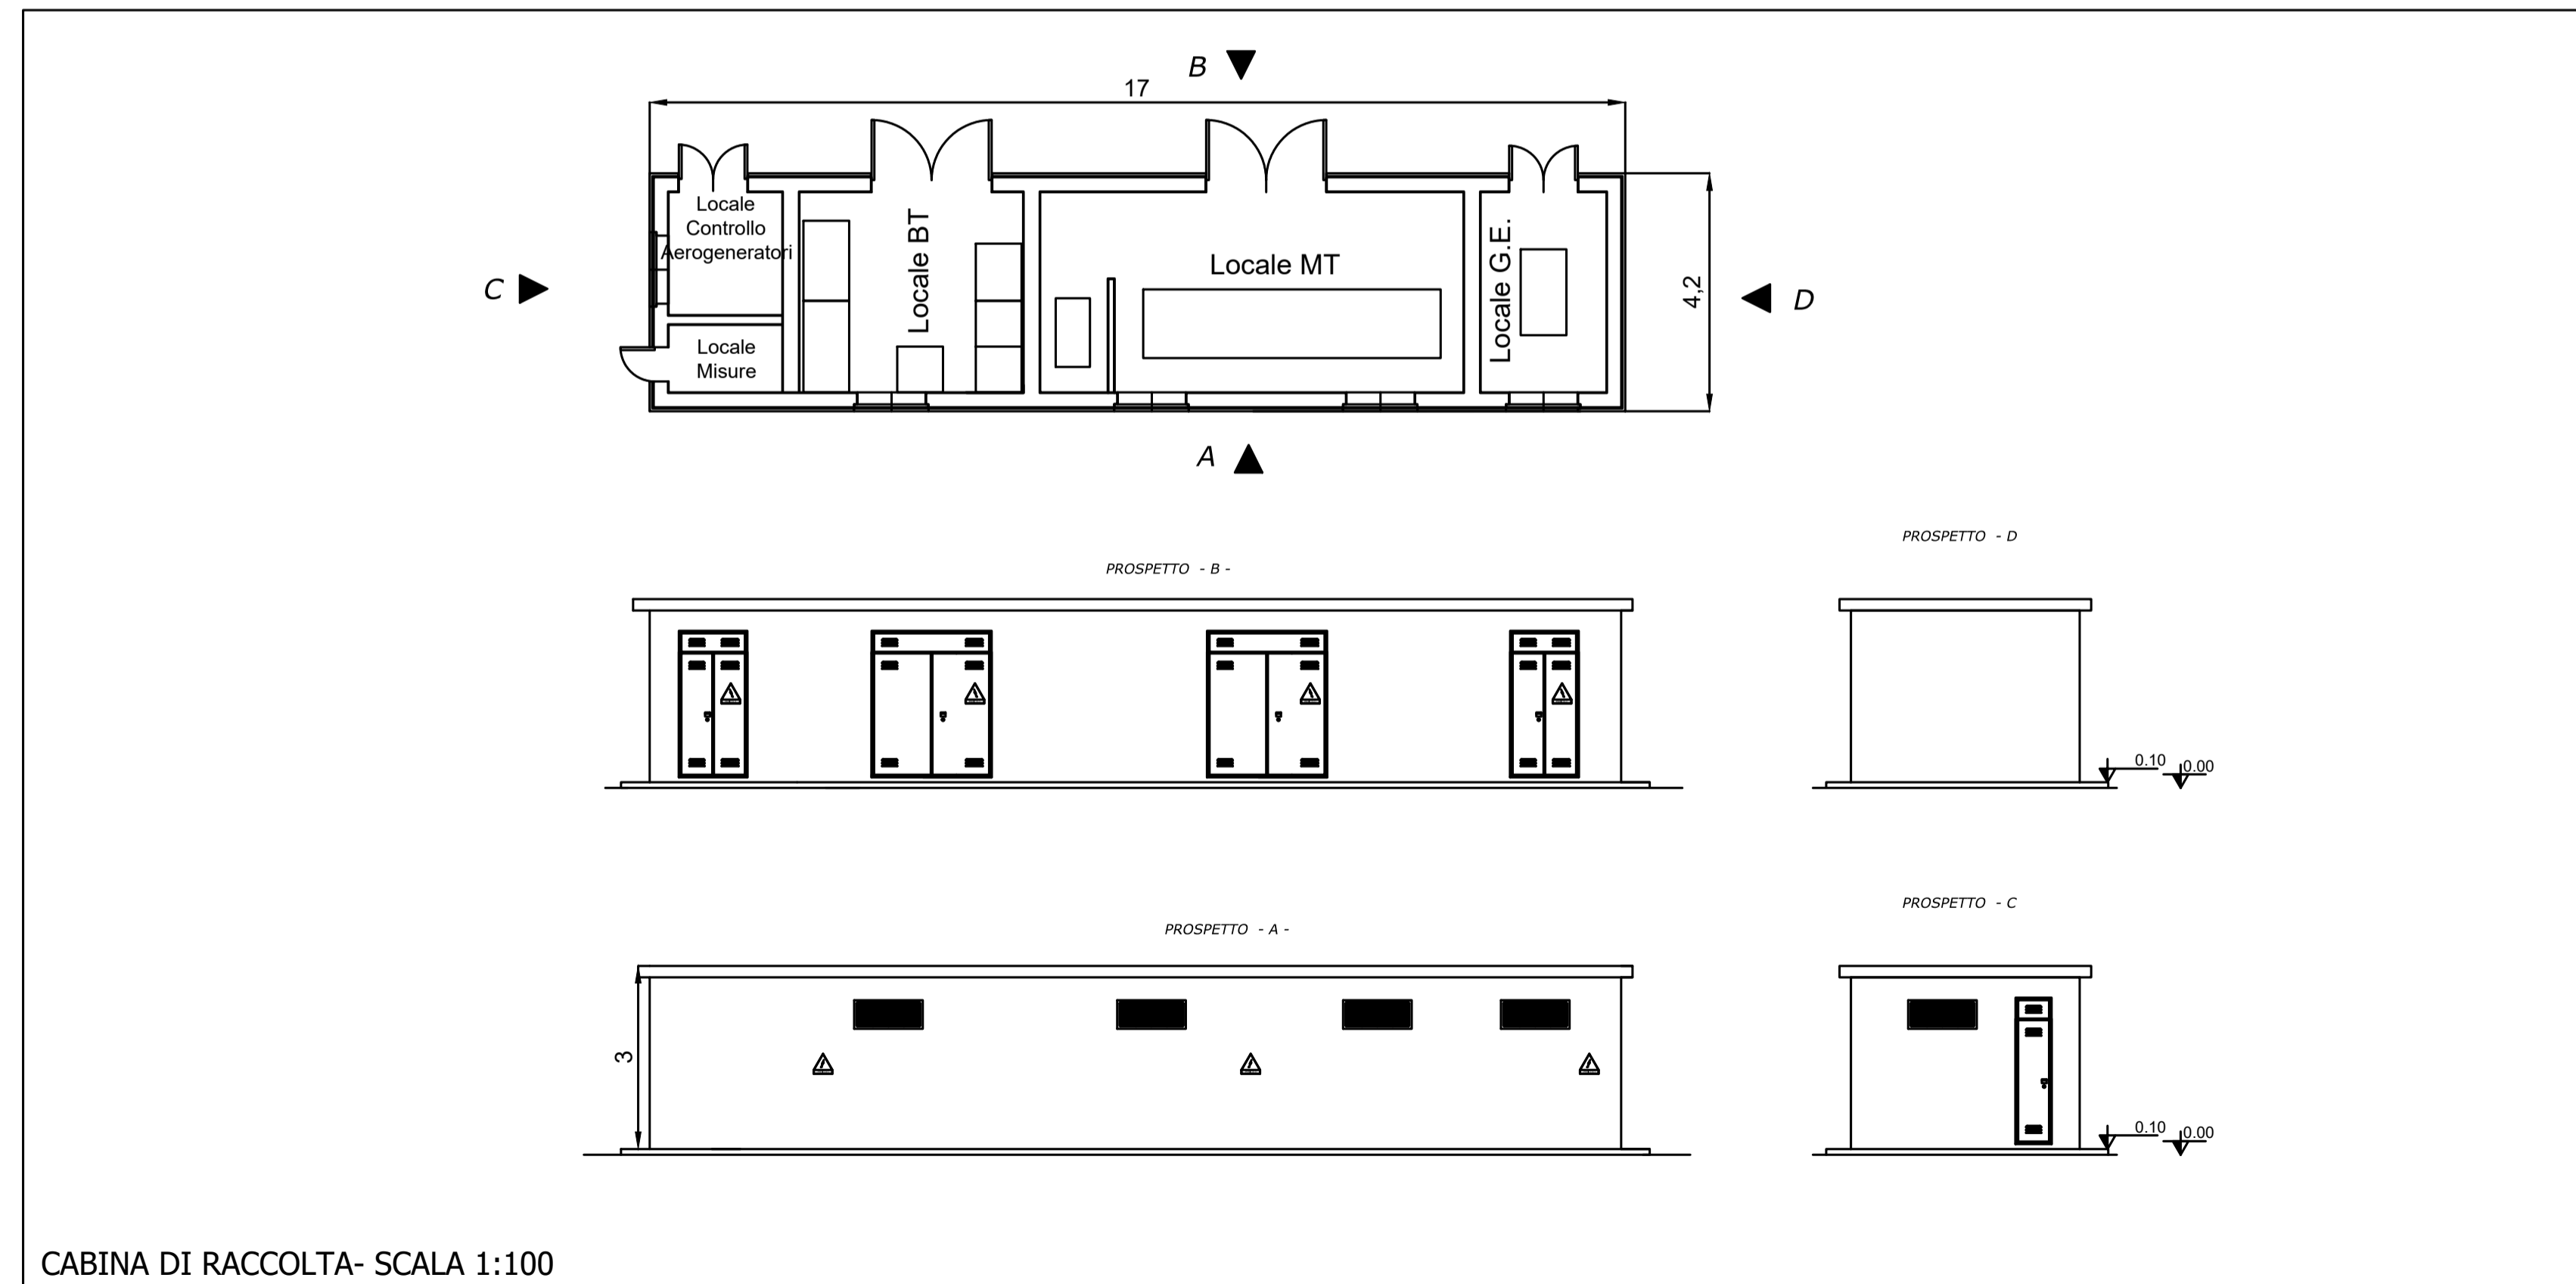 B
17
Locale
Controllo
Aerogeneratori
Locale BT
Locale MT
Locale G.E.
4,2
C
D
Locale
Misure
A
PROSPETTO - D
PROSPETTO - B -
0.10
0.00
PROSPETTO - C
PROSPETTO - A -
3
0.10
0.00
CABINA DI RACCOLTA- SCALA 1:100